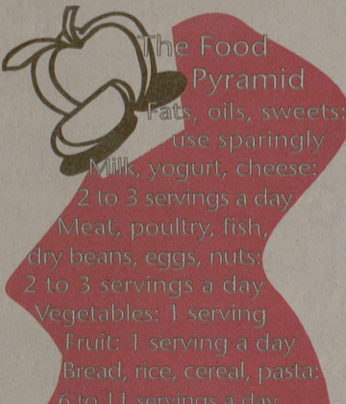 The Food
Pyramid
Fats, oils, sweets:
use sparingly
Milk, yogurt, cheese:
2 to 3 servings a day
Meat, poultry, fish,
dry beans, eggs, nuts:
2 to 3 servings a day
Vegetables: 1 serving
Fruit: 1 serving a day
Bread, rice, cereal, pasta:
6 to 11 servings a day